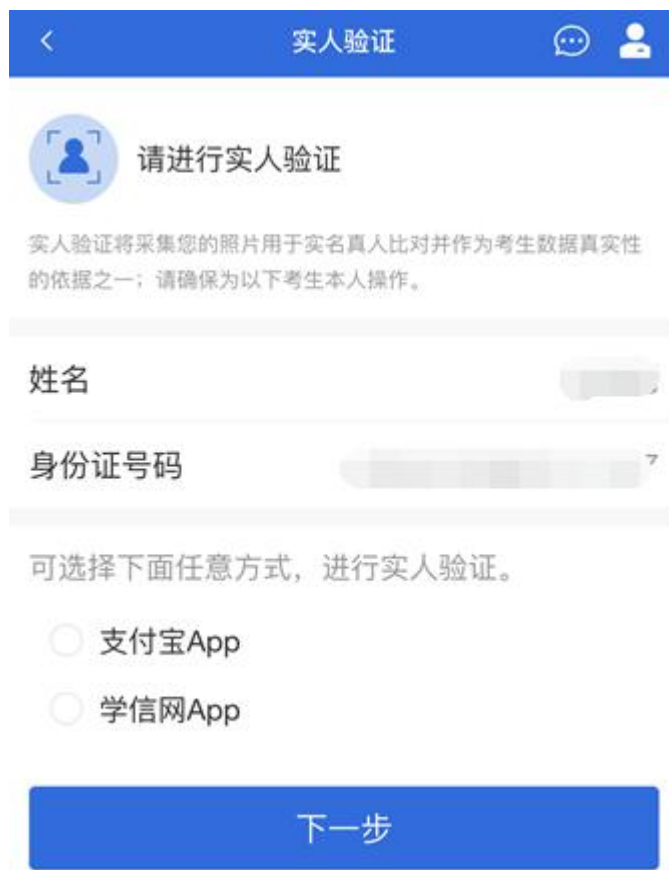 实人验证
请进行实人验证
实人验证将采集您的照片用于实名真人比对并作为考生数据真实性
的依据之一；请确保为以下考生本人操作。
姓名
身份证号码
可选择下面任意方式，进行实人验证。
支付宝App
学信网App
下一步